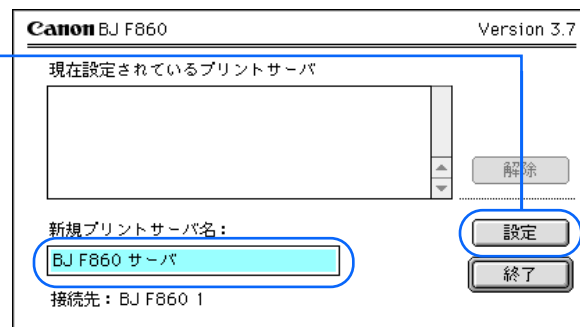 Canon BJ F860 Version 3.7
現在設定されているプリントサーバ
解除
新規プリントサーバ名：
設定
BJ F860 サーバ
終了
接続先：BJ F860 1